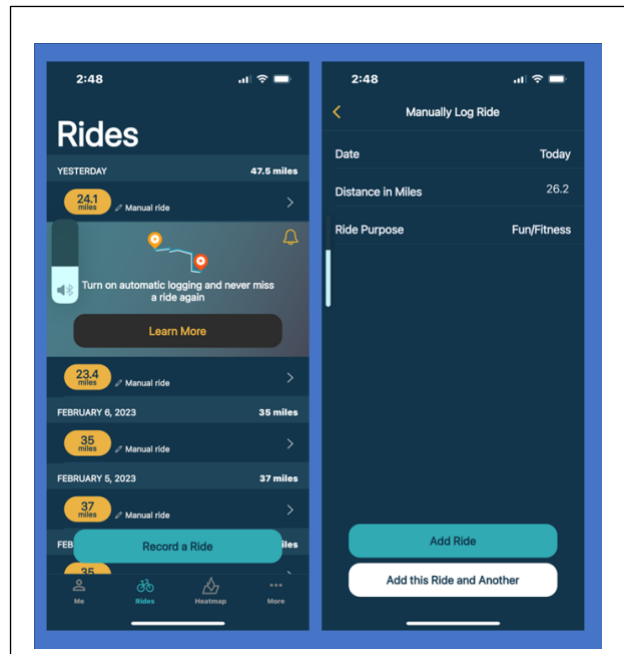 2:48
Rides
YESTERDAY 47.5 miles
24.1
miles
Manual ride
Turn on automatic logging and never miss
a ride again
Learn More
23.4
miles
Manual ride
FEBRUARY 6, 2023 35 miles
35
miles
Manual ride
FEBRUARY 5, 2023 37 miles
37
miles
Manual ride
FEB
Record a Ride
iles
35
Me Rides Heatmap More
2:48
Manually Log Ride
Date Today
Distance in Miles 26.2
Ride Purpose Fun/Fitness
Add Ride
Add this Ride and Another